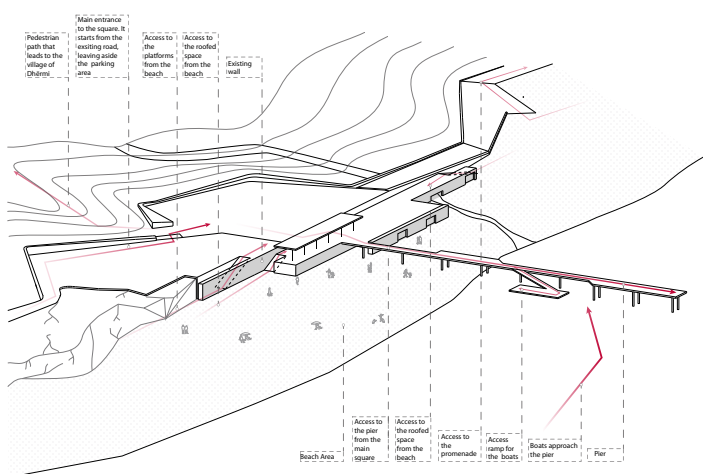 Pedestrian
path that
leads to the
village of
Dhërmi
Main entrance
to the square. It
starts from the
exsiting road,
leaving aside
the parking
area
Access to
the
platforms
from the
beach
Access to
the roofed
space
from the
beach
Existing
wall
Beach Area
Access to
the pier
from the
main
square
Access to
the roofed
space
from the
beach
Access to
the
promenade
Access
ramp for
the boats
Boats approach
the pier
Pier